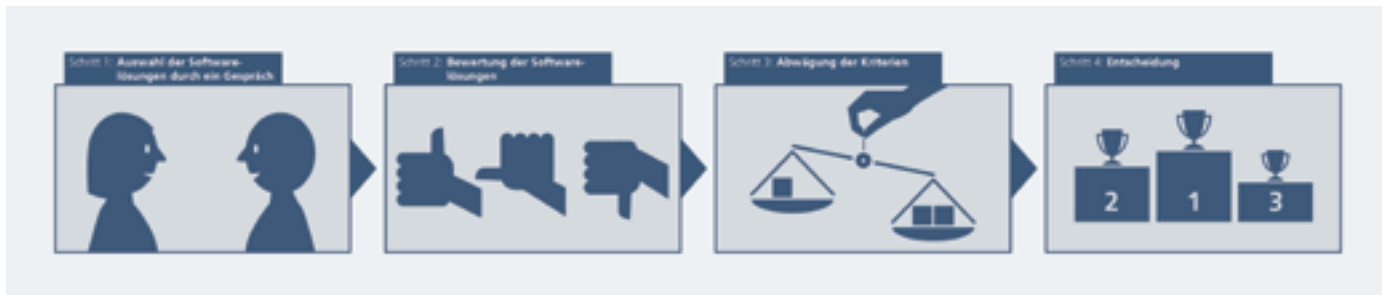 Schritt 1: Auswahl der Software-
lösungen durch ein Gespräch
Schritt 2: Bewertung der Software-
lösungen
Schritt 3: Abwägung der Kriterien
Schritt 4: Entscheidung
2
1
3